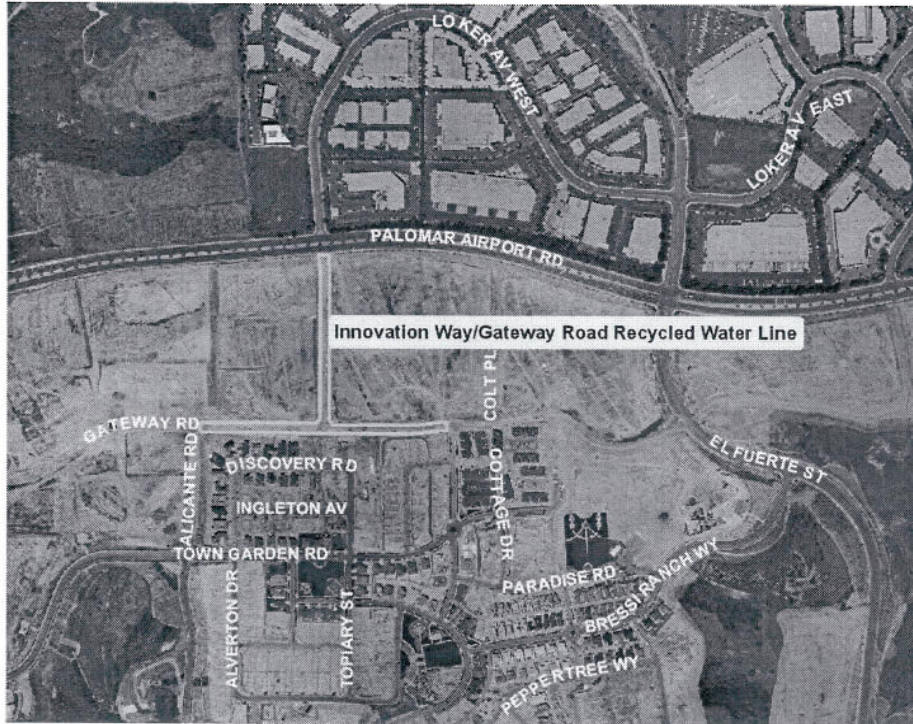 LOKER AV WEST
LOKER AV EAST
PALOMAR AIRPORT RD
Innovation Way/Gateway Road Recycled Water Line
COLT PL
GATEWAY RD
EL FUERTE ST
ALICANTE RD
DISCOVERY RD
COTTAGE DR
INGLETON AV
TOWN GARDEN RD
PARADISE RD
BRESSI RANCH WY
ALVERTON DR
TOPIARY ST
PEPPERTREE WY